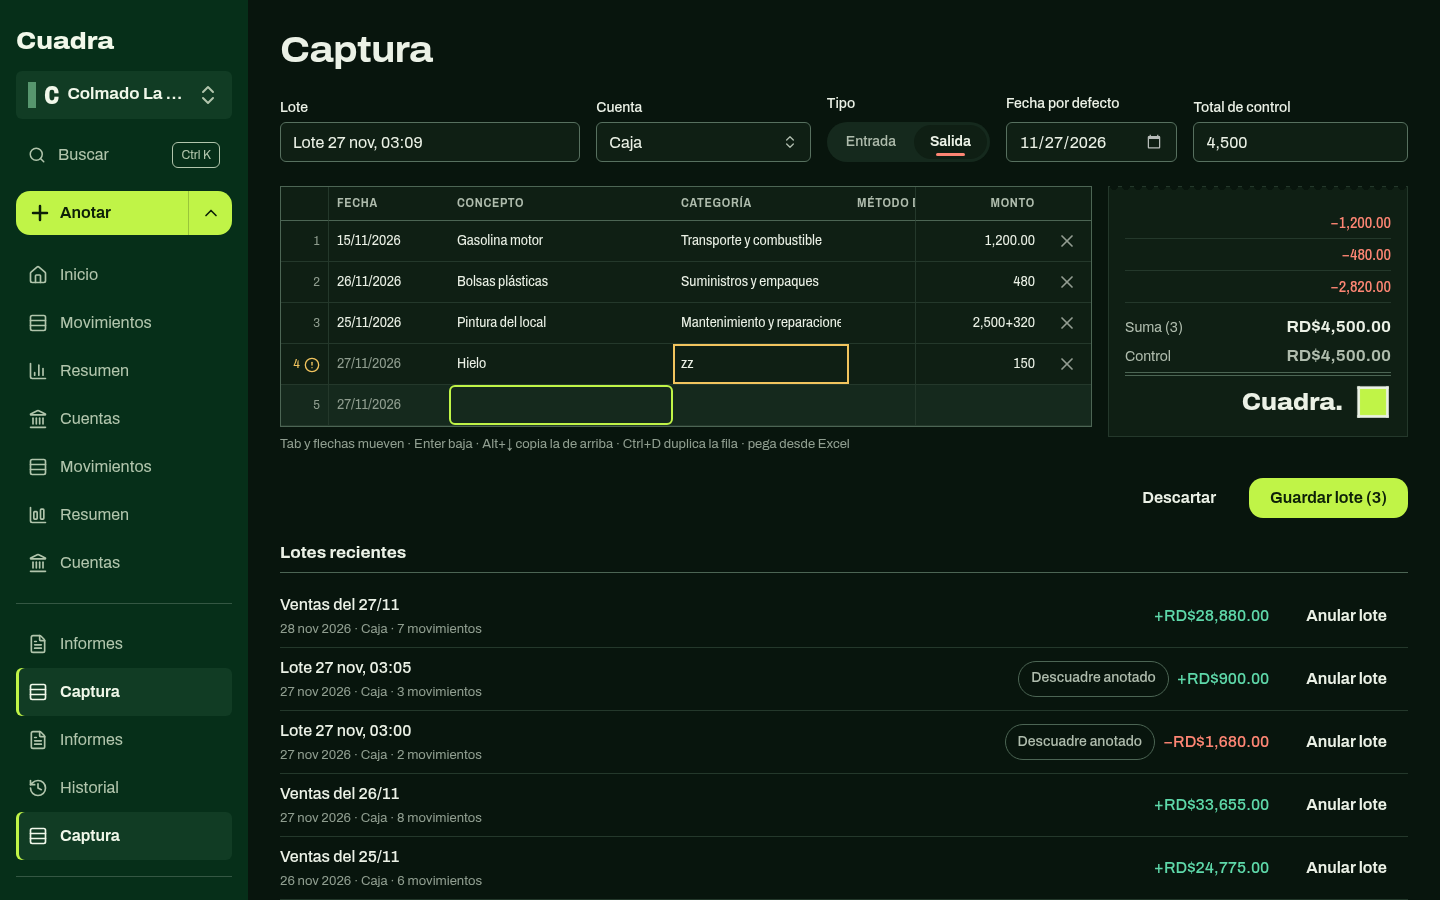 Cuadra
C Colmado La ...
Buscar
Ctrl K
Anotar
Inicio
Movimientos
Resumen
Cuentas
Movimientos
Resumen
Cuentas
Informes
Captura
Informes
Historial
Captura
Captura
Lote
Cuenta
Tipo
Fecha por defecto
Total de control
Lote 27 nov, 03:09
Caja
Entrada
Salida
11/27/2026
4,500
FECHA CONCEPTO CATEGORÍA MÉTODO MONTO
1 15/11/2026 Gasolina motor Transporte y combustible 1,200.00
2 26/11/2026 Bolsas plásticas Suministros y empaques 480
3 25/11/2026 Pintura del local Mantenimiento y reparacione 2,500+320
4 27/11/2026 Hielo zz 150
5 27/11/2026
Tab y flechas mueven · Enter baja · Alt+↓ copia la de arriba · Ctrl+D duplica la fila · pega desde Excel
−1,200.00
−480.00
−2,820.00
Suma (3) RD$4,500.00
Control RD$4,500.00
Cuadra.
Descartar
Guardar lote (3)
Lotes recientes
Ventas del 27/11
28 nov 2026 · Caja · 7 movimientos
+RD$28,880.00 Anular lote
Lote 27 nov, 03:05
27 nov 2026 · Caja · 3 movimientos
Descuadre anotado +RD$900.00 Anular lote
Lote 27 nov, 03:00
27 nov 2026 · Caja · 2 movimientos
Descuadre anotado −RD$1,680.00 Anular lote
Ventas del 26/11
27 nov 2026 · Caja · 8 movimientos
+RD$33,655.00 Anular lote
Ventas del 25/11
26 nov 2026 · Caja · 6 movimientos
+RD$24,775.00 Anular lote